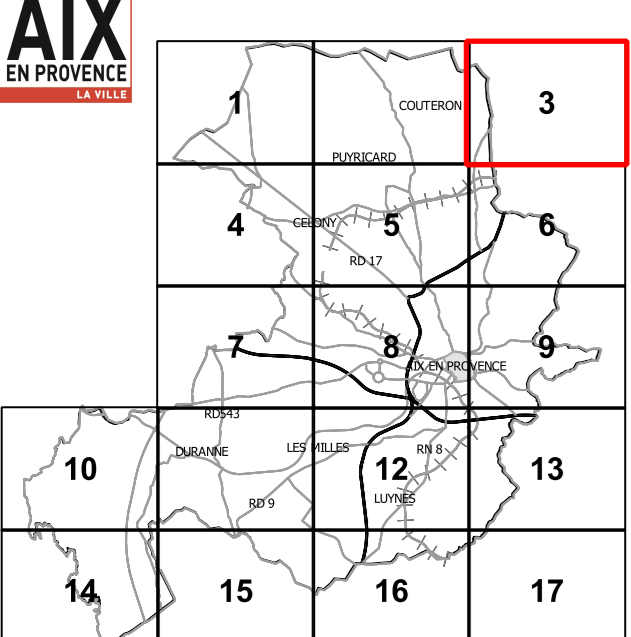 AIX
EN PROVENCE
LA VILLE
1
3
COUTERON
PUYRICARD
4
CELONY
5
6
RD 17
7
8
9
AIX EN PROVENCE
RD543
DURANNE
LES MILLES
RN 8
10
12
13
RD 9
LUYNES
14
15
16
17